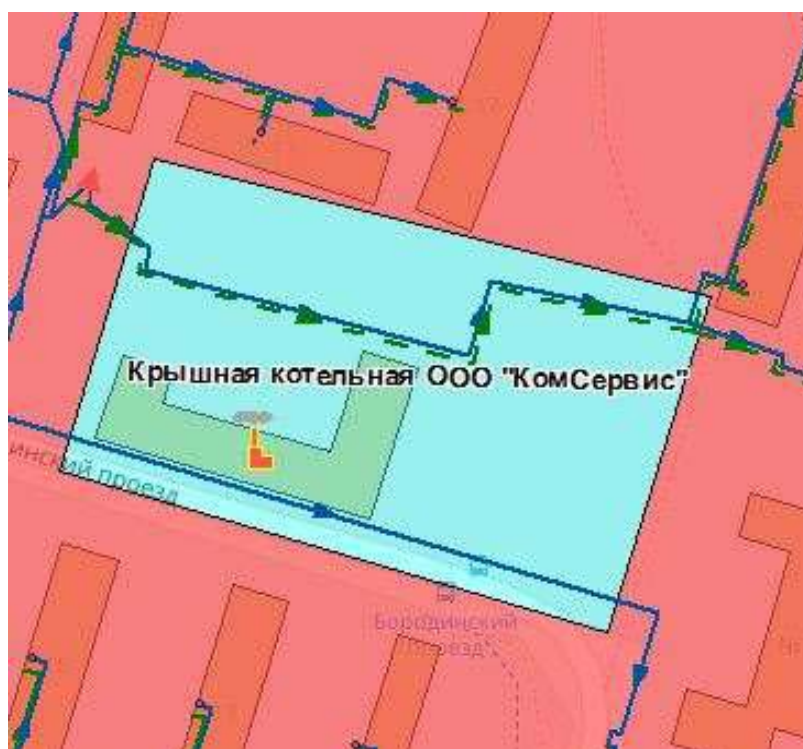 Крышная котельная ООО "КомСервис"
инский проезд
Бородинский
проезд